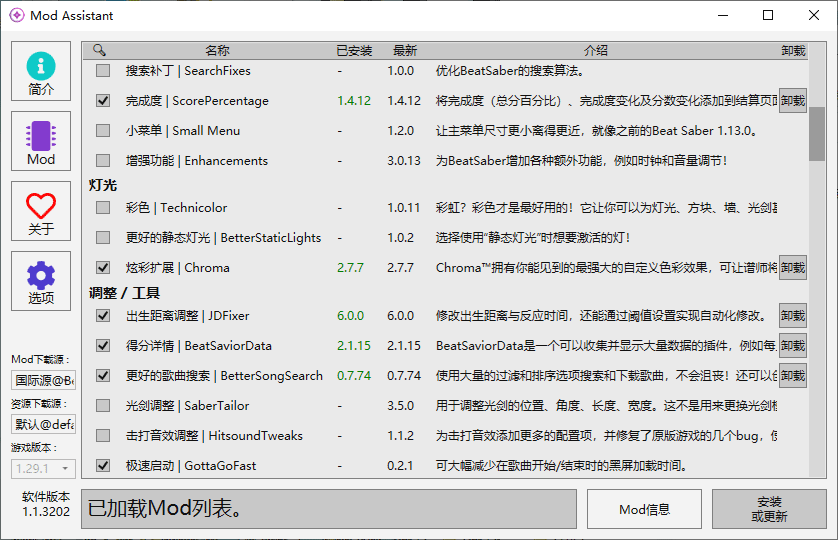 Mod Assistant
简介
Mod
关于
选项
Mod下载源：
国际源@Be
资源下载源：
默认@defa
游戏版本：
1.29.1
软件版本
1.1.3202
名称 已安装 最新 介绍 卸载
搜索补丁 | SearchFixes - 1.0.0 优化BeatSaber的搜索算法。
完成度 | ScorePercentage 1.4.12 1.4.12 将完成度（总分百分比）、完成度变化及分数变化添加到结算页面 卸载
小菜单 | Small Menu - 1.2.0 让主菜单尺寸更小离得更近，就像之前的Beat Saber 1.13.0。
增强功能 | Enhancements - 3.0.13 为BeatSaber增加各种额外功能，例如时钟和音量调节！
灯光
彩色 | Technicolor - 1.0.11 彩虹？彩色才是最好用的！它让你可以为灯光、方块、墙、光剑
更好的静态灯光 | BetterStaticLights - 1.0.2 选择使用“静态灯光”时想要激活的灯！
炫彩扩展 | Chroma 2.7.7 2.7.7 Chroma™拥有你能见到的最强大的自定义色彩效果，可让谱师将 卸载
调整 / 工具
出生距离调整 | JDFixer 6.0.0 6.0.0 修改出生距离与反应时间，还能通过阈值设置实现自动化修改。 卸载
得分详情 | BeatSaviorData 2.1.15 2.1.15 BeatSaviorData是一个可以收集并显示大量数据的插件，例如每 卸载
更好的歌曲搜索 | BetterSongSearch 0.7.74 0.7.74 使用大量的过滤和排序选项搜索和下载歌曲，不会沮丧！还可以 卸载
光剑调整 | SaberTailor - 3.5.0 用于调整光剑的位置、角度、长度、宽度。这不是用来更换光剑
击打音效调整 | HitsoundTweaks - 1.1.2 为击打音效添加更多的配置项，并修复了原版游戏的几个bug，使
极速启动 | GottaGoFast - 0.2.1 可大幅减少在歌曲开始/结束时的黑屏加载时间。
已加载Mod列表。
Mod信息
安装
或更新